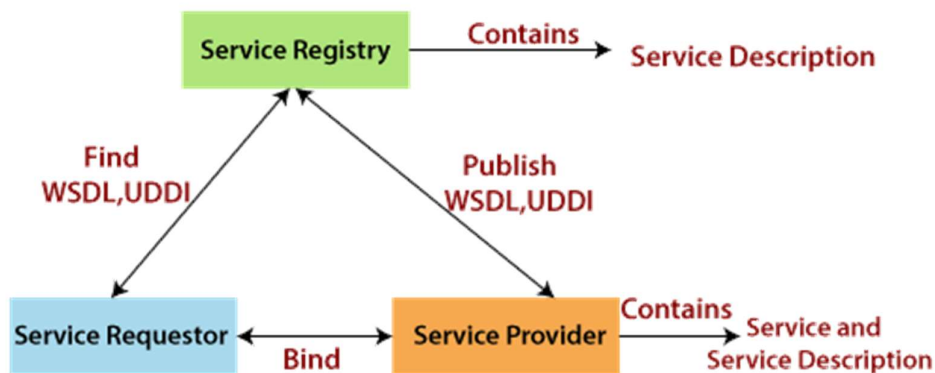 Service Registry
Contains
Service Description
Find
WSDL,UDDI
Publish
WSDL,UDDI
Service Requestor
Bind
Service Provider
Contains
Service and
Service Description